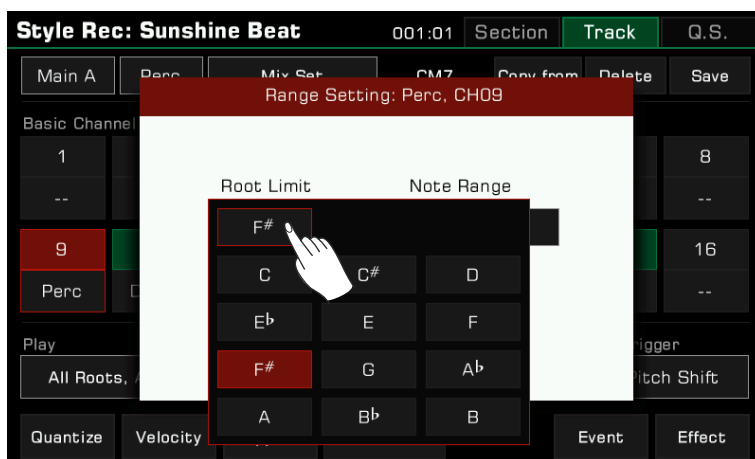 Style Rec: Sunshine Beat 001:01 Section Track Q.S.
Main A Perc Mix Set CM7 Copy from Delete Save
Range Setting: Perc, CH09
Basic Channel
1 8
-- --
Root Limit Note Range
F#
9 16
C C# D
Perc --
E♭ E F
Play
F# G A♭
All Roots, Pitch Shift
A B♭ B
Quantize Velocity Event Effect